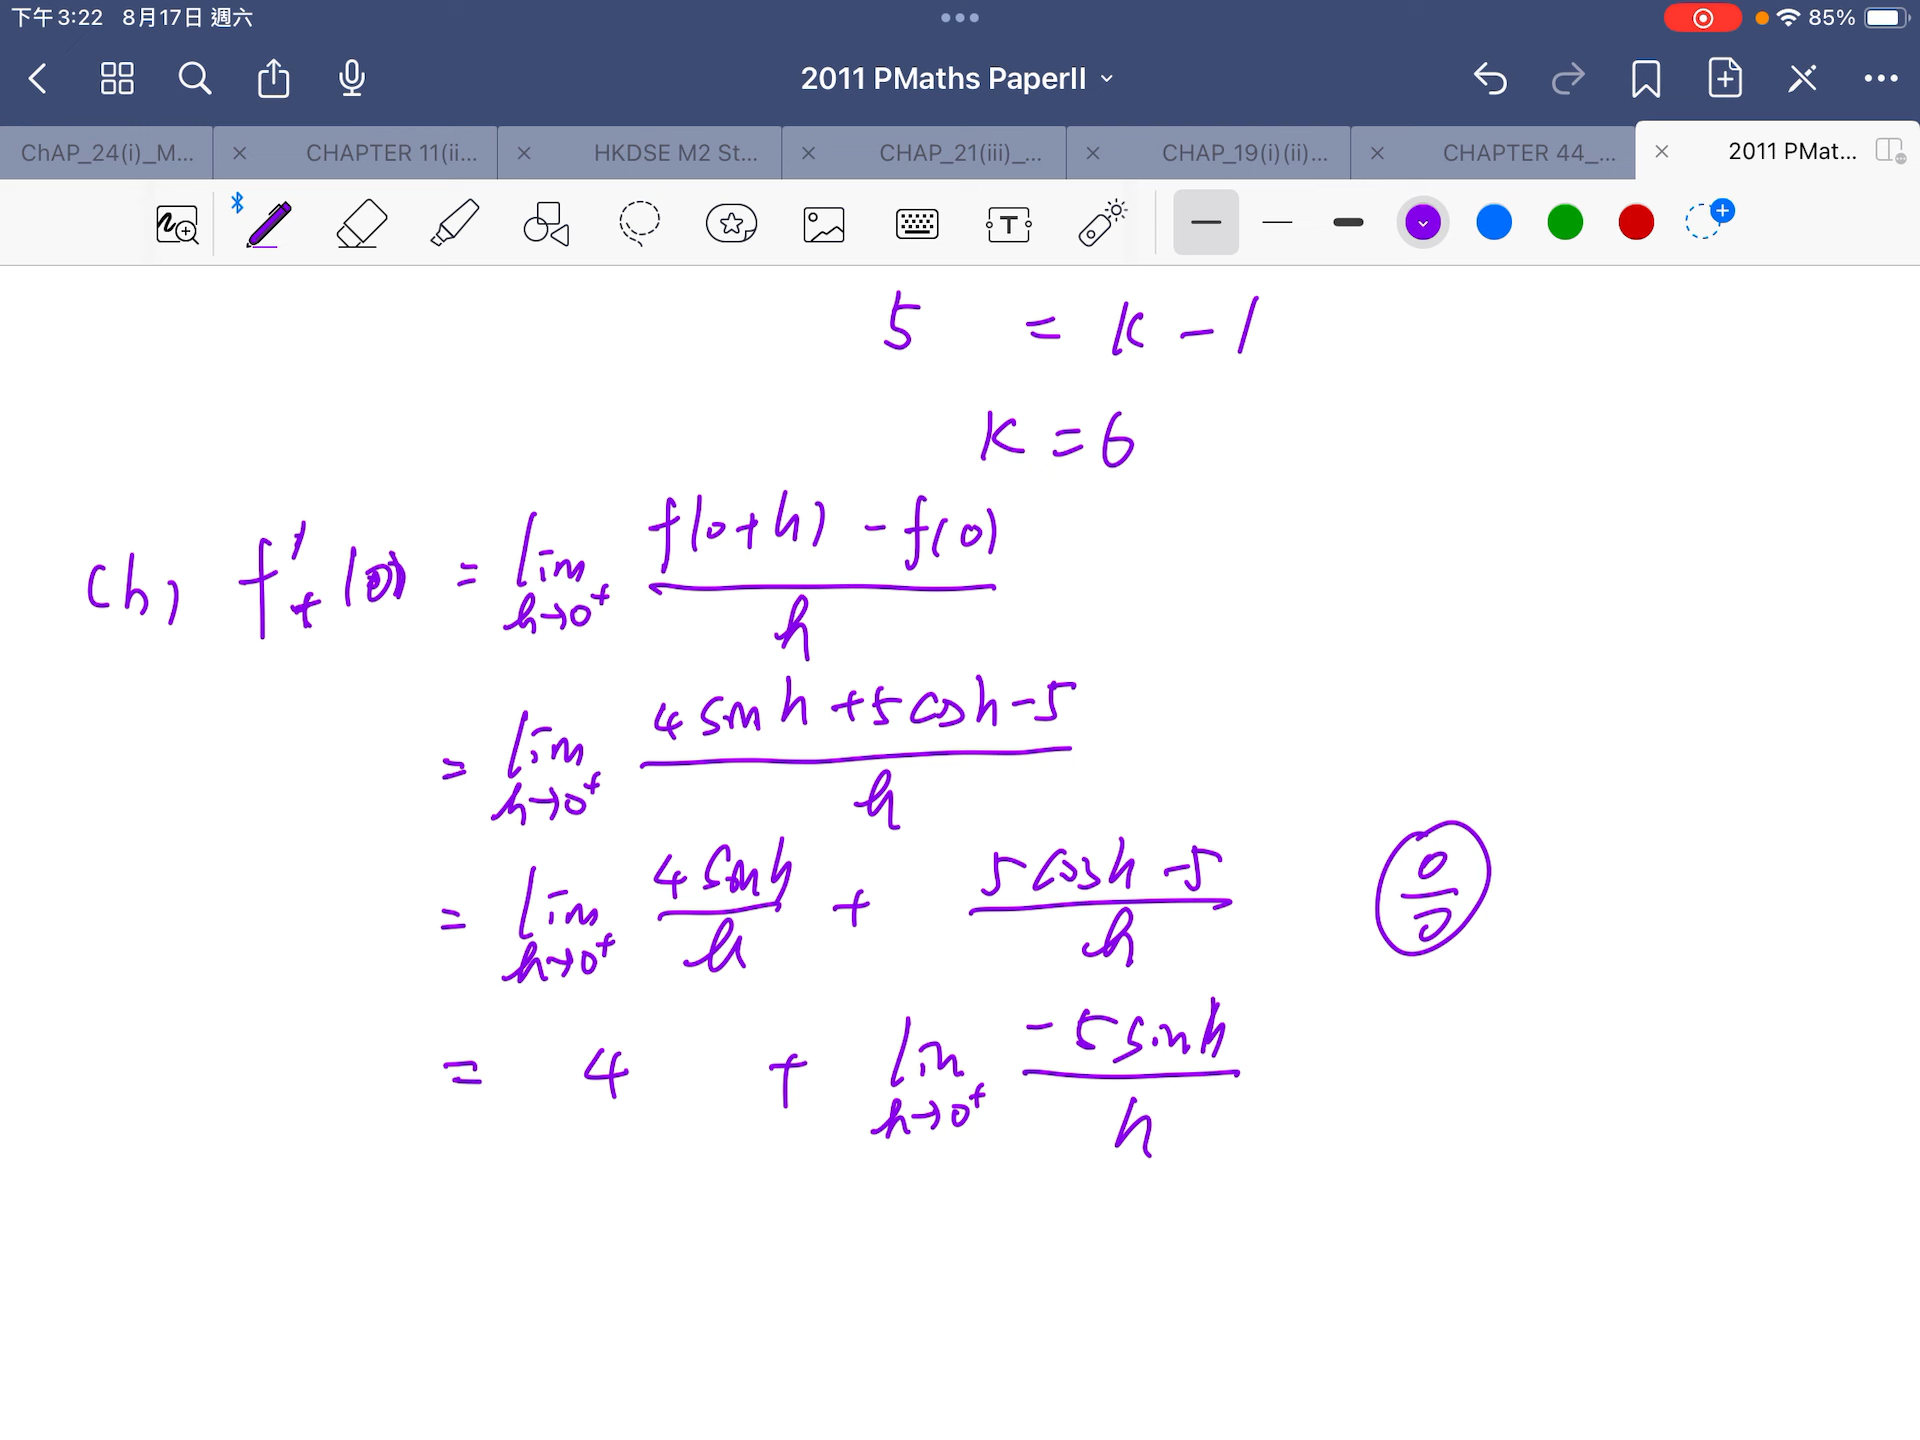 下午3:22 8月17日 週六 85%
2011 PMaths PaperII
ChAP_24(i)_M... CHAPTER 11(ii... HKDSE M2 St... CHAP_21(iii)_... CHAP_19(i)(ii)... CHAPTER 44_... 2011 PMat...
T
5 = k - 1
k = 6
(b) f'₊(0) = lim h→0⁺ f(0+h) - f(0) / h
= lim h→0⁺ 4 sin h + 5 cos h - 5 / h
= lim h→0⁺ 4 sin h / h + 5 cos h - 5 / h 0/0
= 4 + lim h→0⁺ -5 sin h / h